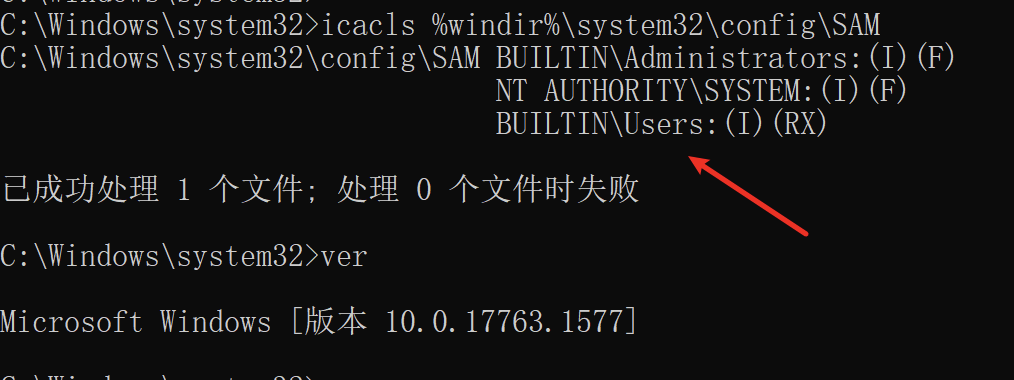 C:\Windows\system32>icacls %windir%\system32\config\SAM
C:\Windows\system32\config\SAM BUILTIN\Administrators:(I)(F)
NT AUTHORITY\SYSTEM:(I)(F)
BUILTIN\Users:(I)(RX)
已成功处理 1 个文件; 处理 0 个文件时失败
C:\Windows\system32>ver
Microsoft Windows [版本 10.0.17763.1577]